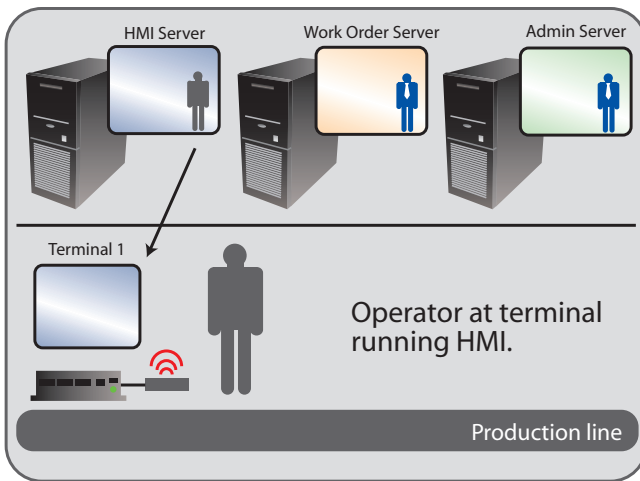 HMI Server
Work Order Server
Admin Server
Terminal 1
Operator at terminal
running HMI.
Production line